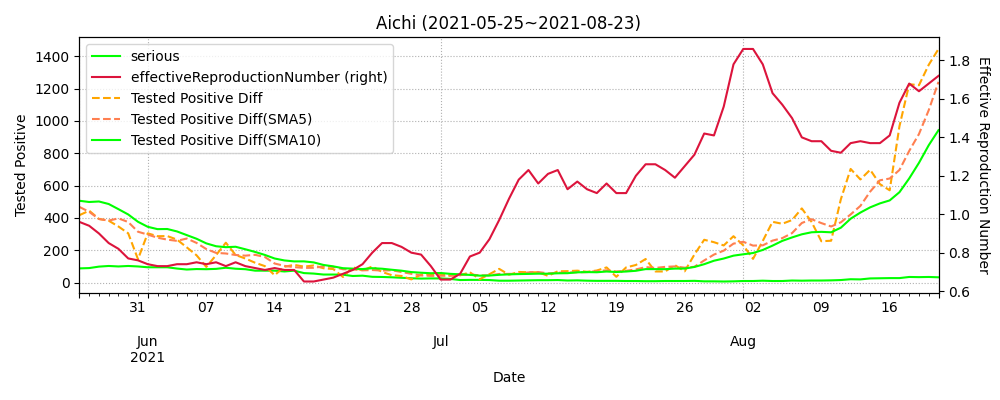 Aichi (2021-05-25~2021-08-23)
serious
effectiveReproductionNumber (right)
Tested Positive Diff
Tested Positive Diff(SMA5)
Tested Positive Diff(SMA10)
Tested Positive
1400
1200
1000
800
600
400
200
0
Effective Reproduction Number
1.8
1.6
1.4
1.2
1.0
0.8
0.6
31 07 14 21 28 05 12 19 26 02 09 16
Jun Jul Aug
2021
Date